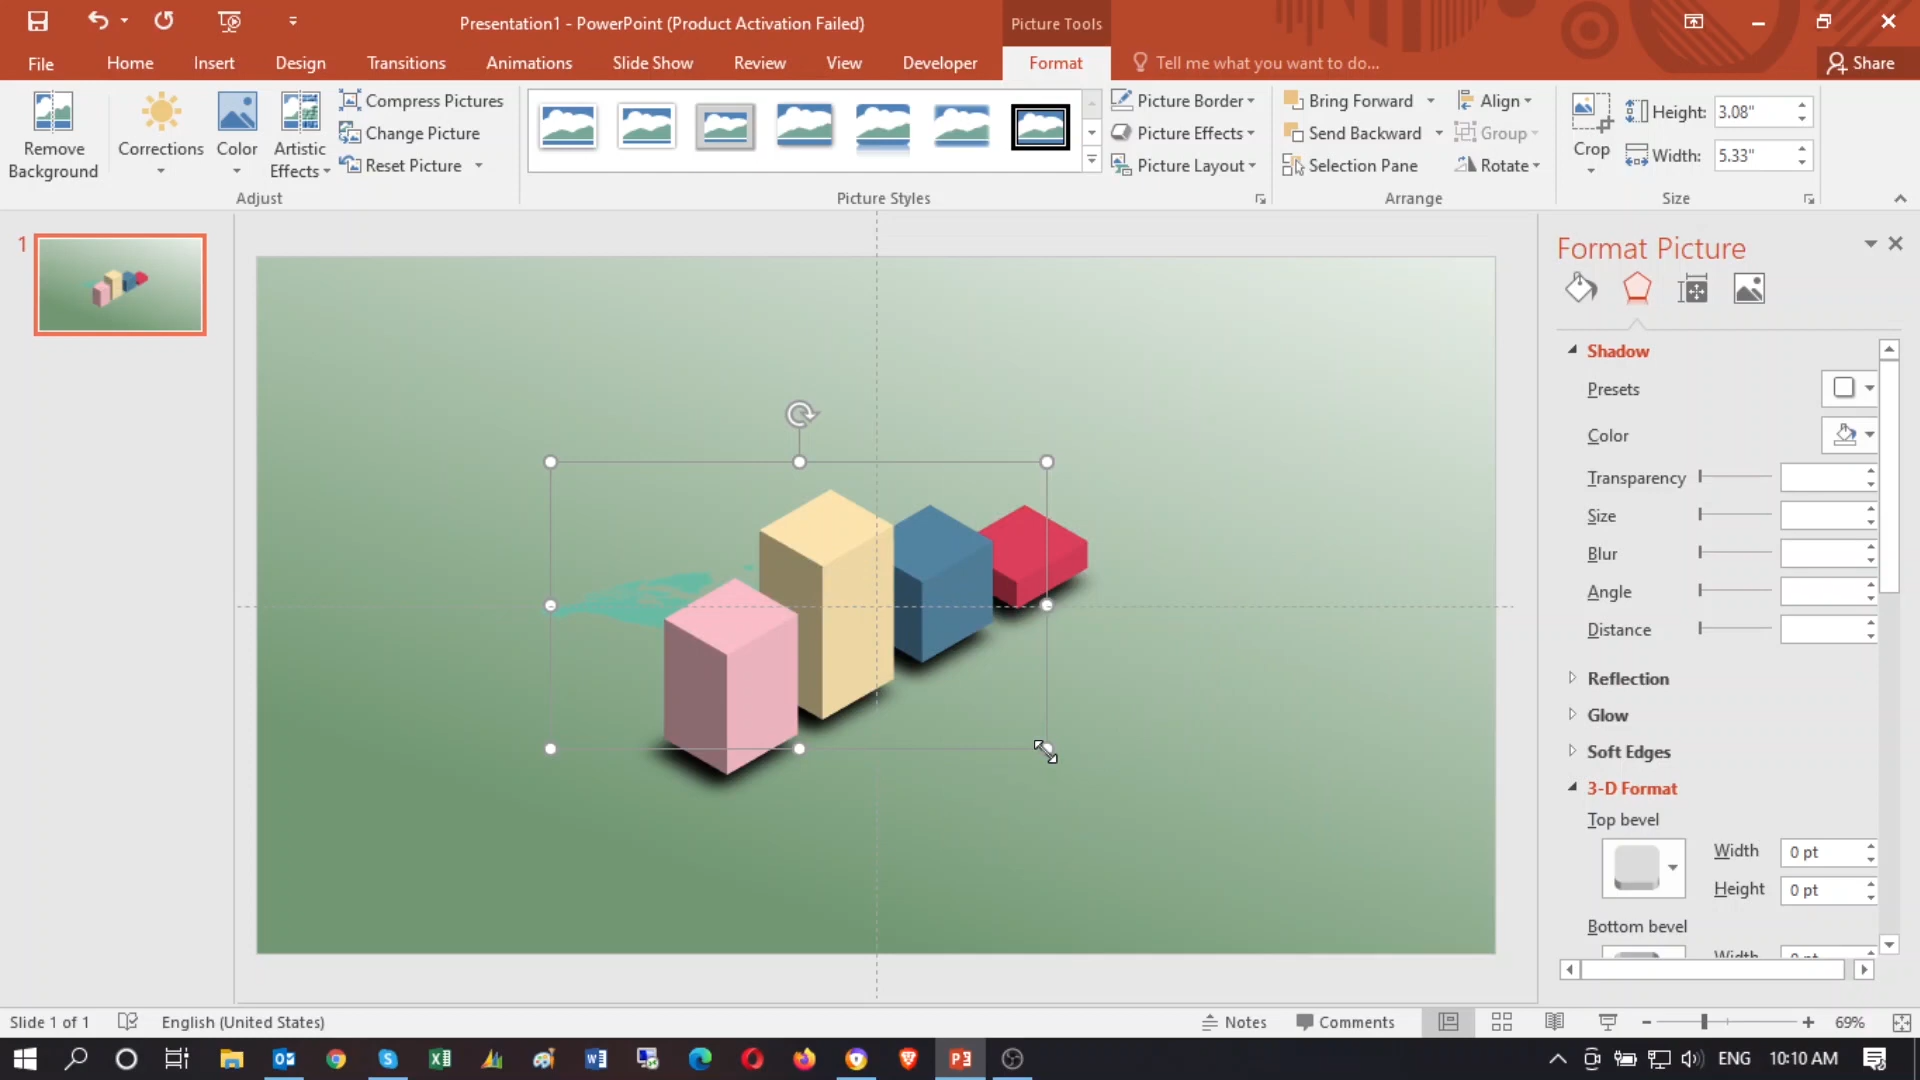 Presentation1 - PowerPoint (Product Activation Failed)
Picture Tools
File Home Insert Design Transitions Animations Slide Show Review View Developer Format Tell me what you want to do... Share
Remove Background
Corrections
Color
Artistic Effects
Compress Pictures
Change Picture
Reset Picture
Adjust
Picture Border
Picture Effects
Picture Layout
Picture Styles
Bring Forward
Send Backward
Selection Pane
Align
Group
Rotate
Arrange
Crop
Height: 3.08"
Width: 5.33"
Size
1
Format Picture
Shadow
Presets
Color
Transparency
Size
Blur
Angle
Distance
Reflection
Glow
Soft Edges
3-D Format
Top bevel
Width 0 pt
Height 0 pt
Bottom bevel
Width 0 pt
Slide 1 of 1 English (United States) Notes Comments 69%
ENG 10:10 AM